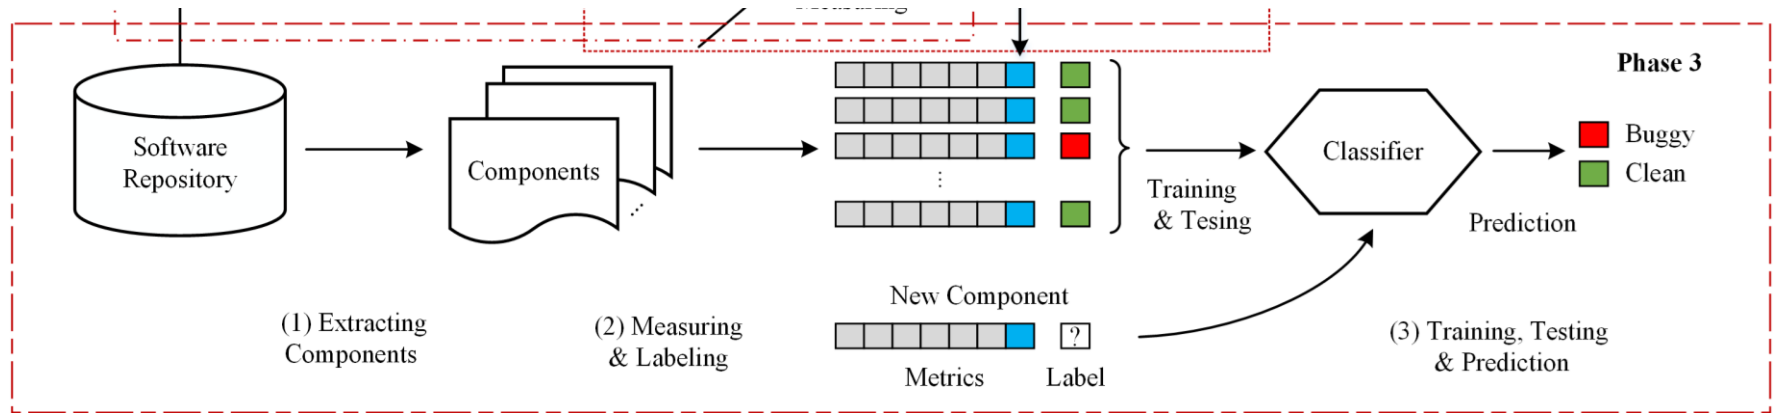 Measuring
Phase 3
Software
Repository
Components
...
...
Training
& Tesing
Classifier
Buggy
Clean
Prediction
New Component
?
Metrics
Label
(1) Extracting
Components
(2) Measuring
& Labeling
(3) Training, Testing
& Prediction